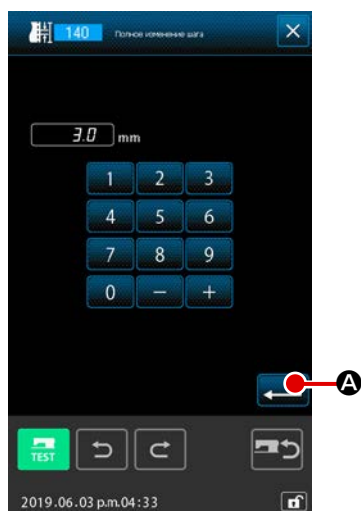 140 Полное изменение шага
3.0 mm
1 2 3
4 5 6
7 8 9
0 − +
A
TEST
2019.06.03 p.m.04:33